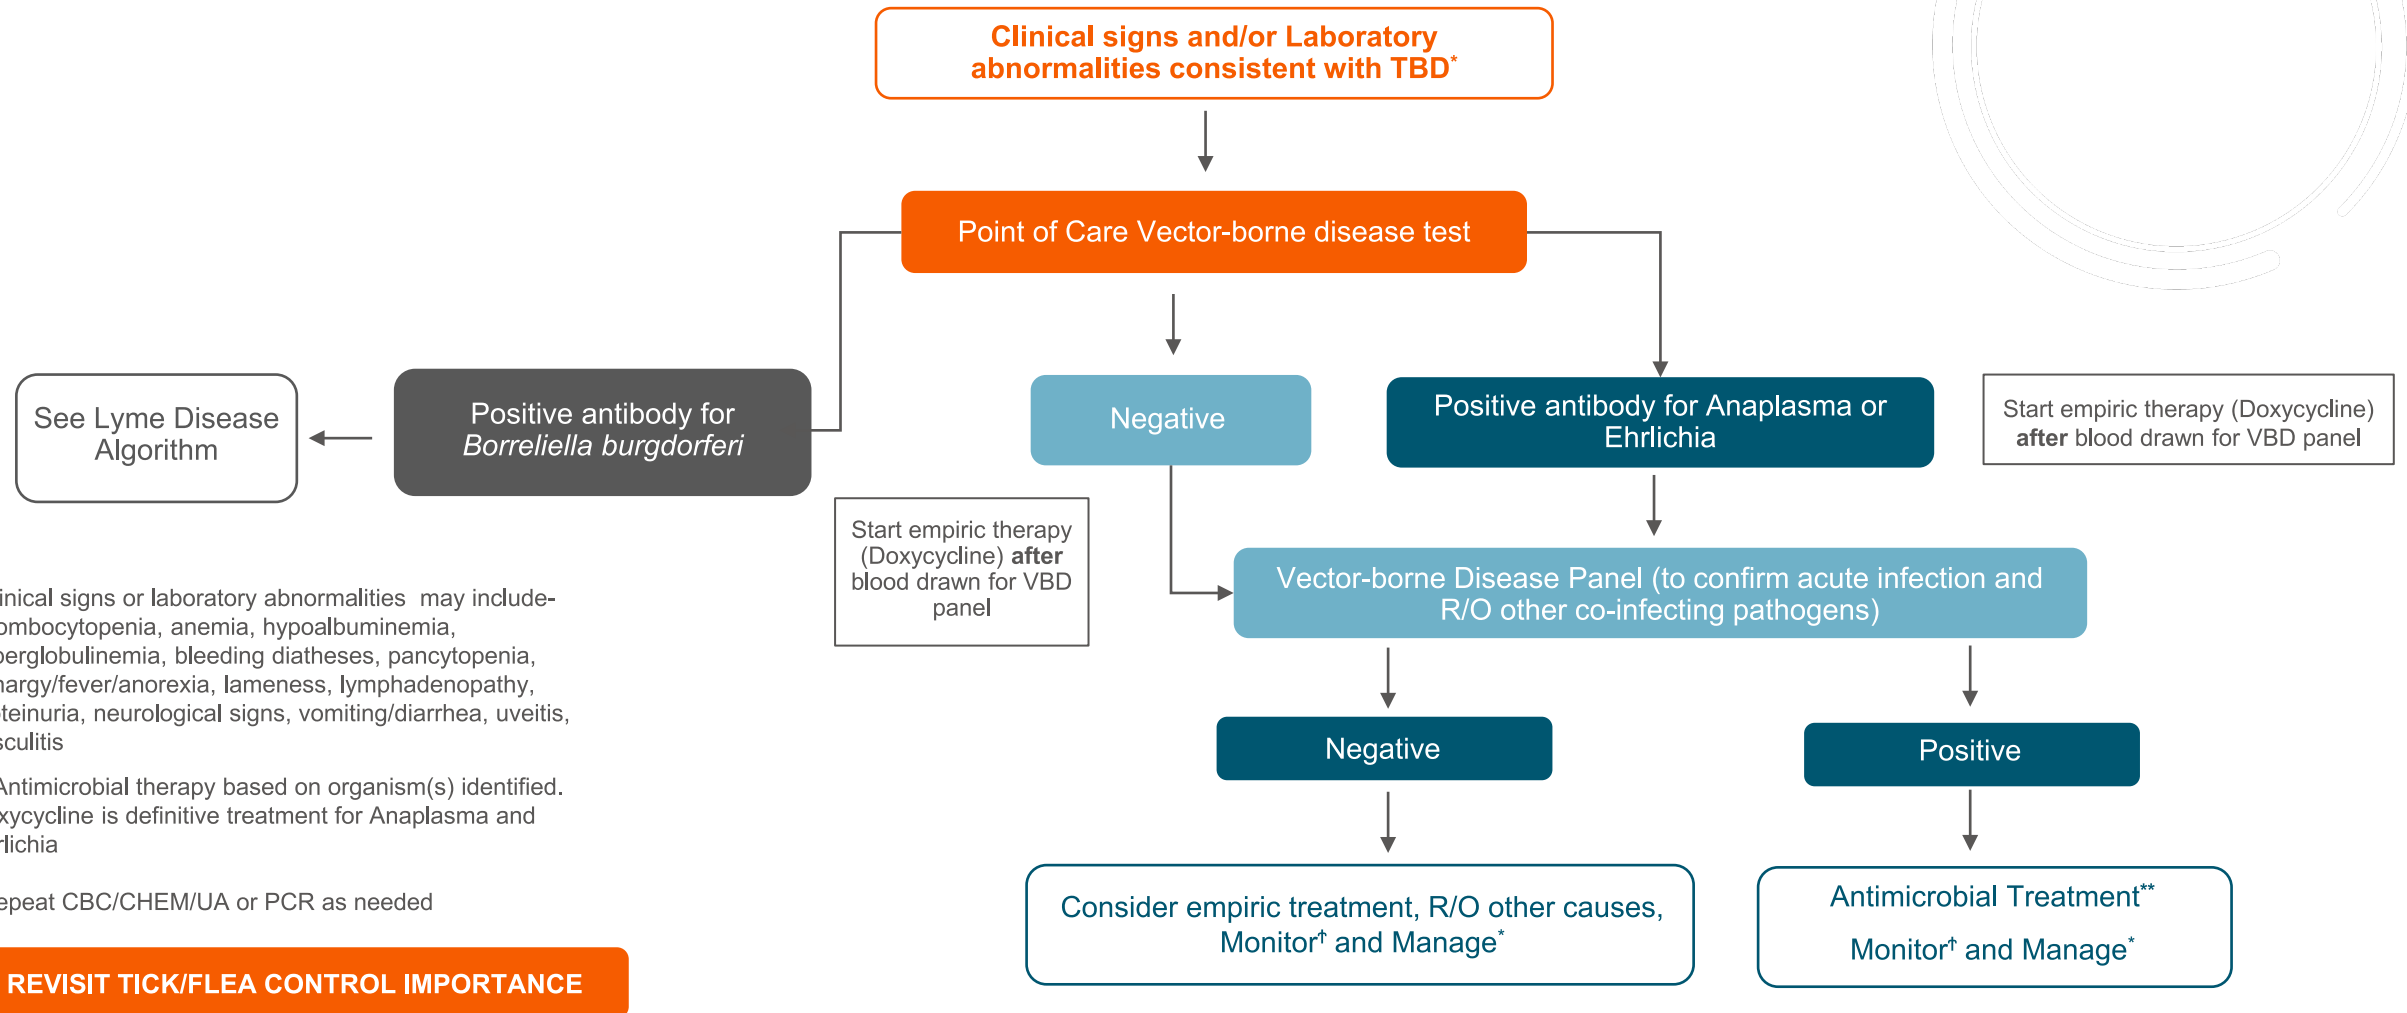 Clinical signs and/or Laboratory
abnormalities consistent with TBD*
Point of Care Vector-borne disease test
See Lyme Disease
Algorithm
Positive antibody for
Borreliella burgdorferi
Negative
Positive antibody for Anaplasma or
Ehrlichia
Start empiric therapy (Doxycycline)
after blood drawn for VBD panel
Start empiric therapy
(Doxycycline) after
blood drawn for VBD
panel
Vector-borne Disease Panel (to confirm acute infection and
R/O other co-infecting pathogens)
inical signs or laboratory abnormalities may include-
ombocytopenia, anemia, hypoalbuminemia,
perglobulinemia, bleeding diatheses, pancytopenia,
hargy/fever/anorexia, lameness, lymphadenopathy,
oteinuria, neurological signs, vomiting/diarrhea, uveitis,
sculitis
Antimicrobial therapy based on organism(s) identified.
xycycline is definitive treatment for Anaplasma and
rlichia
epeat CBC/CHEM/UA or PCR as needed
REVISIT TICK/FLEA CONTROL IMPORTANCE
Negative
Positive
Consider empiric treatment, R/O other causes,
Monitor† and Manage*
Antimicrobial Treatment**
Monitor† and Manage*